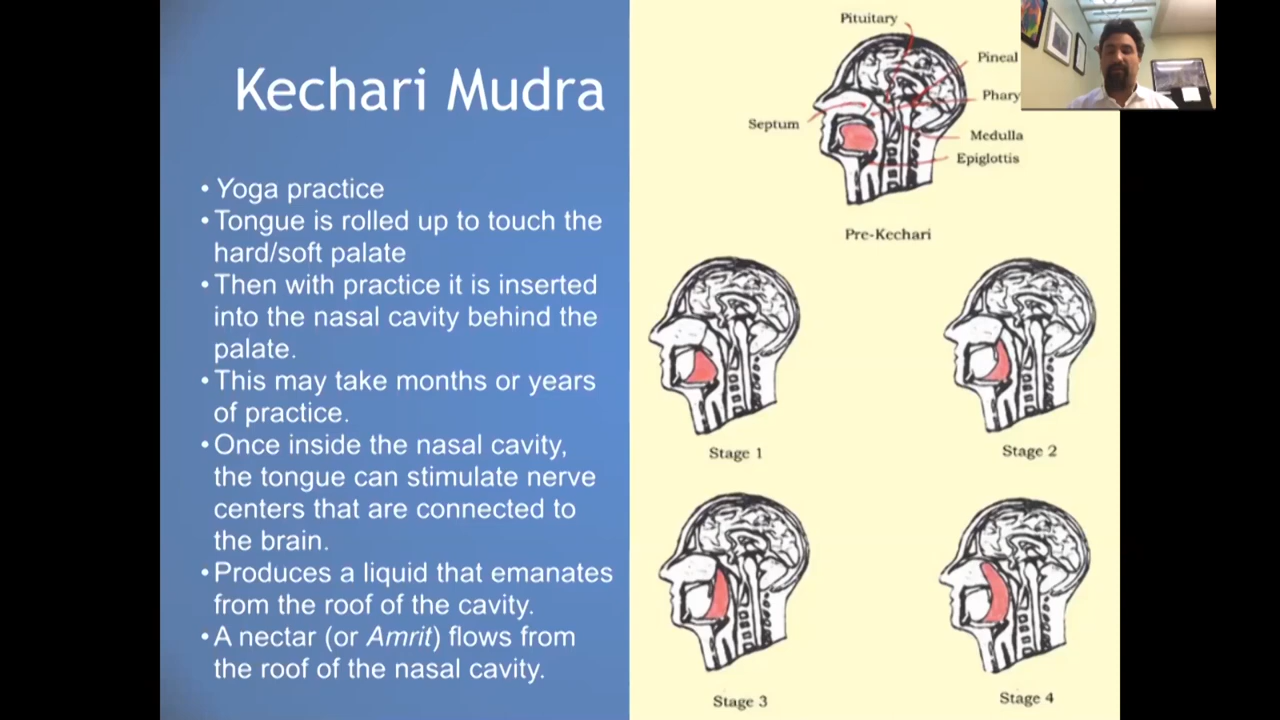 Kechari Mudra
• Yoga practice
• Tongue is rolled up to touch the
hard/soft palate
• Then with practice it is inserted
into the nasal cavity behind the
palate.
• This may take months or years
of practice.
• Once inside the nasal cavity,
the tongue can stimulate nerve
centers that are connected to
the brain.
• Produces a liquid that emanates
from the roof of the cavity.
• A nectar (or Amrit) flows from
the roof of the nasal cavity.
Pituitary
Pineal
Phary
Septum
Medulla
Epiglottis
Pre-Kechari
Stage 1
Stage 2
Stage 3
Stage 4